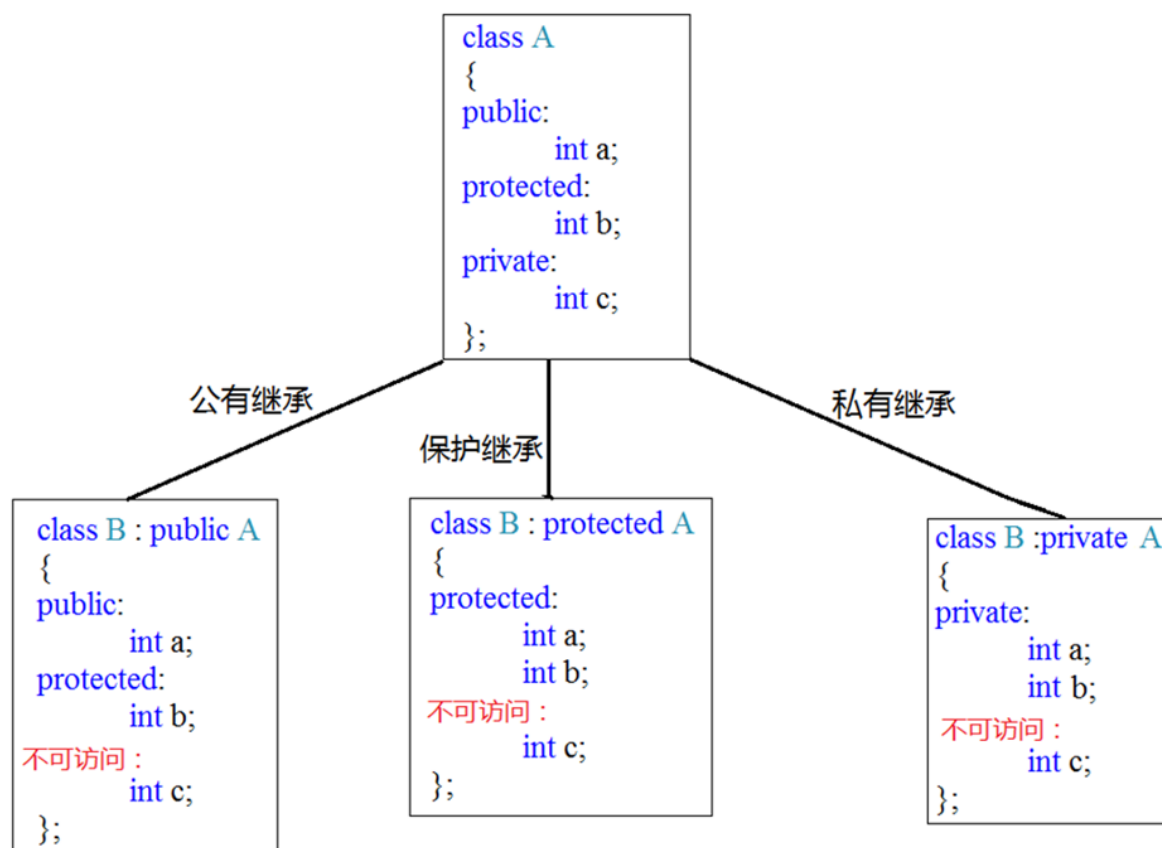 class A
{
public:
int a;
protected:
int b;
private:
int c;
};
公有继承
保护继承
私有继承
class B : public A
{
public:
int a;
protected:
int b;
不可访问：
int c;
};
class B : protected A
{
protected:
int a;
int b;
不可访问：
int c;
};
class B :private A
{
private:
int a;
int b;
不可访问：
int c;
};